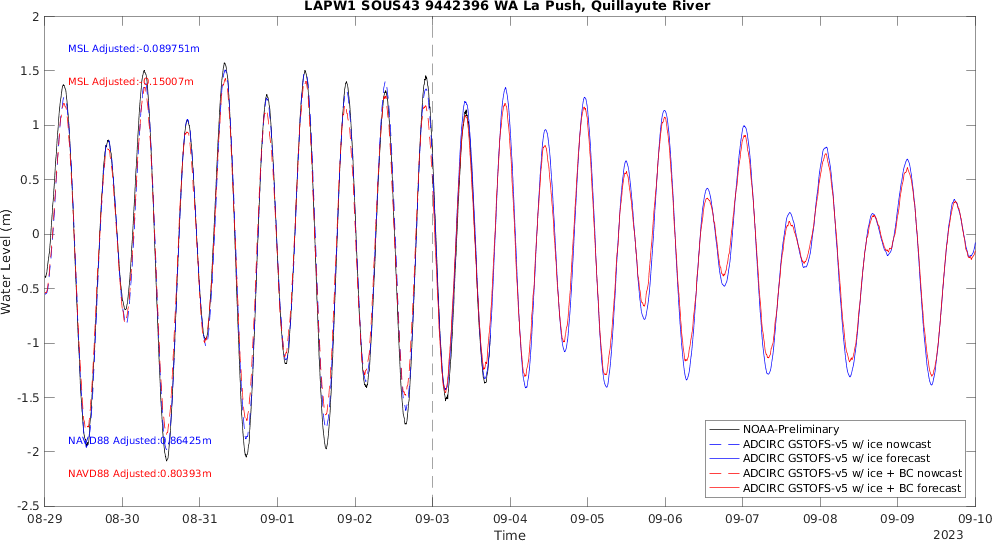 LAPW1 SOUS43 9442396 WA La Push, Quillayute River
MSL Adjusted:-0.089751m
MSL Adjusted:-0.15007m
NAVD88 Adjusted:0.86425m
NAVD88 Adjusted:0.80393m
Water Level (m)
2
1.5
1
0.5
0
-0.5
-1
-1.5
-2
-2.5
NOAA-Preliminary
ADCIRC GSTOFS-v5 w/ ice nowcast
ADCIRC GSTOFS-v5 w/ ice forecast
ADCIRC GSTOFS-v5 w/ ice + BC nowcast
ADCIRC GSTOFS-v5 w/ ice + BC forecast
08-29 08-30 08-31 09-01 09-02 09-03 09-04 09-05 09-06 09-07 09-08 09-09 09-10
Time
2023